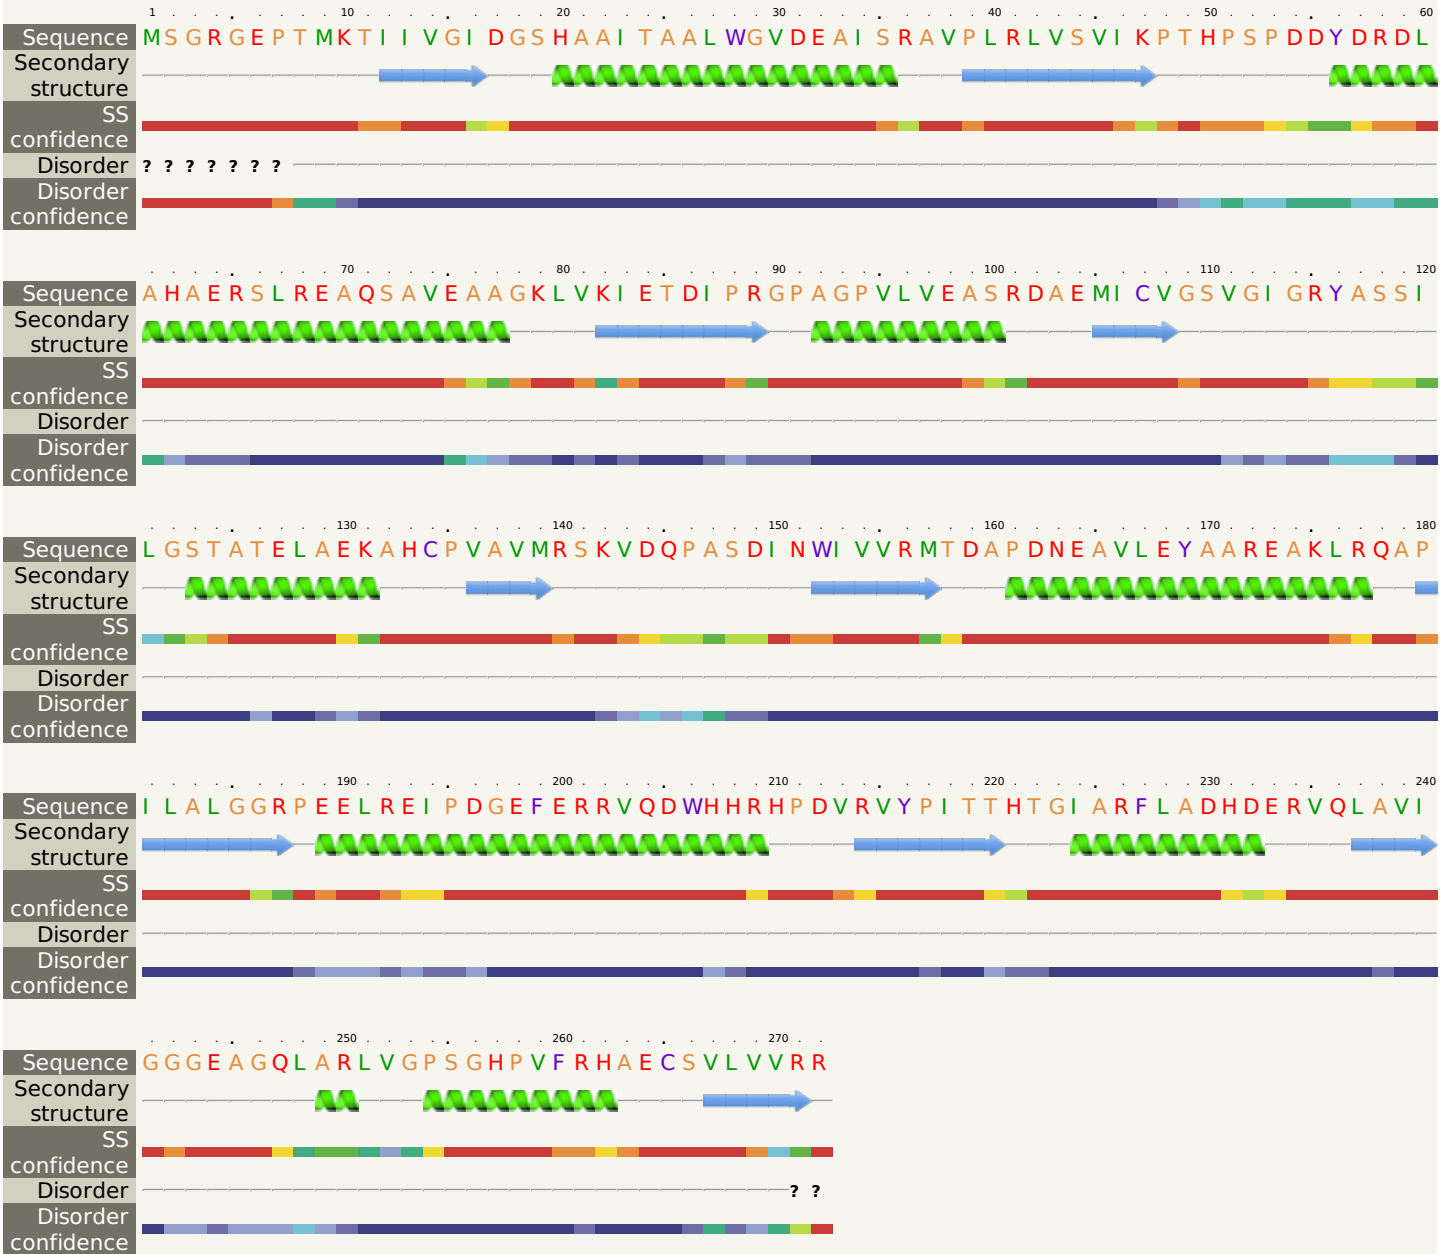 1 10 20 30 40 50 60
Sequence MSGRGEPTMKTIIVGIDGSHAAITAALWGVDEAISRAVPLRLVSVIKPTHPSPDDYDRDL
Secondary
structure
SS
confidence
Disorder ? ? ? ? ? ? ?
Disorder
confidence
70 80 90 100 110 120
Sequence AHAERSLREAQSAVEAAGKLVKIETDIPRGPAGPVLVEASRDAEMICVGSVGIGRYASSI
Secondary
structure
SS
confidence
Disorder
Disorder
confidence
130 140 150 160 170 180
Sequence LGSTATELAEKAHCPVAVMRSKVDQPASDINWIVVRMTDAPDNEAVLEYAAREAKLRQAP
Secondary
structure
SS
confidence
Disorder
Disorder
confidence
190 200 210 220 230 240
Sequence ILALGGRPEELREIPDGEFERRVQDWHHRHPDVRVYPITTHTGIARFLADHDERVQLAVI
Secondary
structure
SS
confidence
Disorder
Disorder
confidence
250 260 270
Sequence GGGEAGQLARLVGPSGHPVFRHAECSVLVVRR
Secondary
structure
SS
confidence
Disorder ? ?
Disorder
confidence